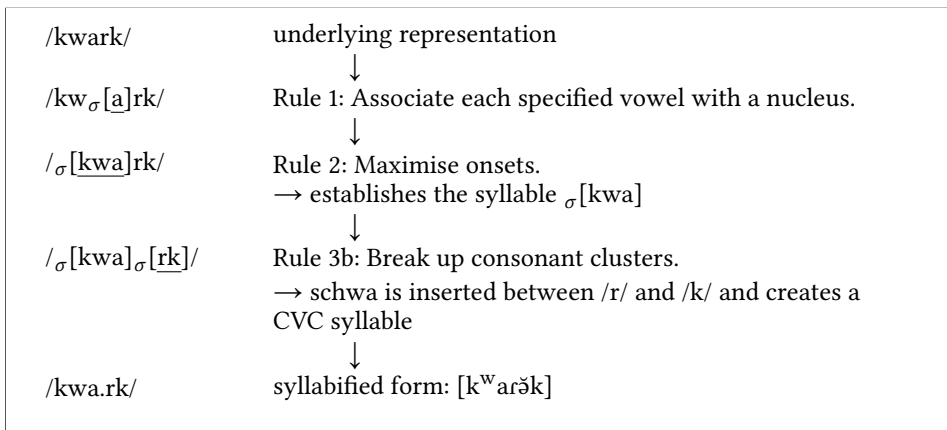 /kwark/ underlying representation
↓
/kw σ[a]rk/ Rule 1: Associate each specified vowel with a nucleus.
↓
/σ[kwa]rk/ Rule 2: Maximise onsets.
→ establishes the syllable σ[kwa]
↓
/σ[kwa]σ[rk]/ Rule 3b: Break up consonant clusters.
→ schwa is inserted between /r/ and /k/ and creates a
CVC syllable
↓
/kwa.rk/ syllabified form: [kʷaɾə̆k]